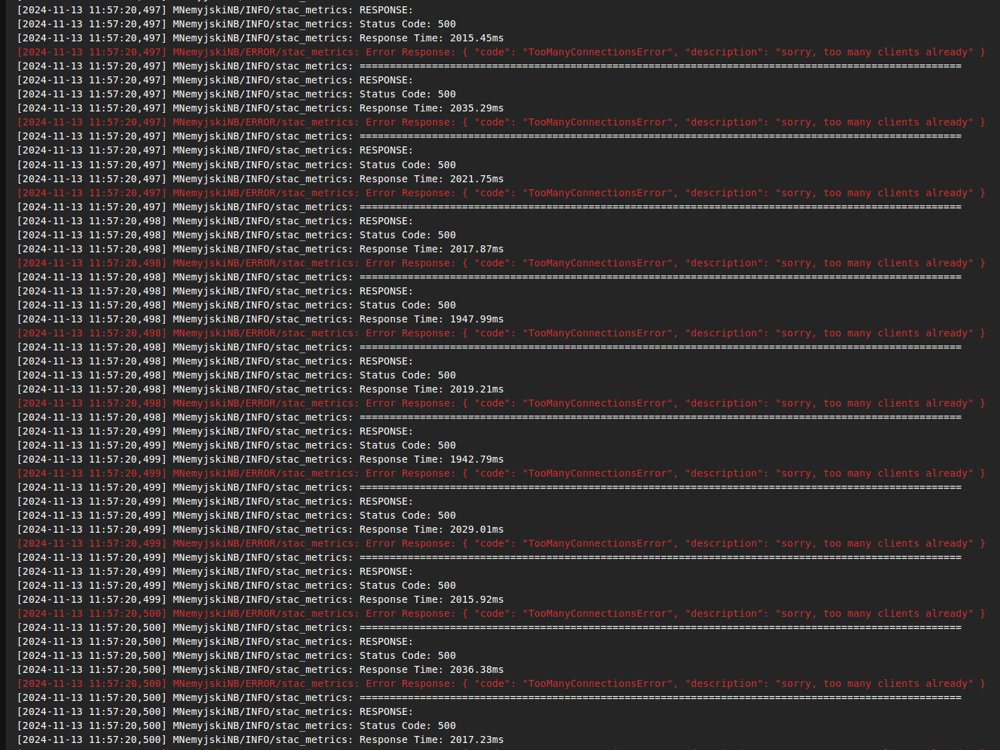 [2024-11-13 11:57:20,497] MNemyjskiNB/INFO/stac_metrics: RESPONSE:
[2024-11-13 11:57:20,497] MNemyjskiNB/INFO/stac_metrics: Status Code: 500
[2024-11-13 11:57:20,497] MNemyjskiNB/INFO/stac_metrics: Response Time: 2015.45ms
[2024-11-13 11:57:20,497] MNemyjskiNB/ERROR/stac_metrics: Error Response: { "code": "TooManyConnectionsError", "description": "sorry, too many clients already" }
[2024-11-13 11:57:20,497] MNemyjskiNB/INFO/stac_metrics: ====================================================================================================
[2024-11-13 11:57:20,497] MNemyjskiNB/INFO/stac_metrics: RESPONSE:
[2024-11-13 11:57:20,497] MNemyjskiNB/INFO/stac_metrics: Status Code: 500
[2024-11-13 11:57:20,497] MNemyjskiNB/INFO/stac_metrics: Response Time: 2035.29ms
[2024-11-13 11:57:20,497] MNemyjskiNB/ERROR/stac_metrics: Error Response: { "code": "TooManyConnectionsError", "description": "sorry, too many clients already" }
[2024-11-13 11:57:20,497] MNemyjskiNB/INFO/stac_metrics: ====================================================================================================
[2024-11-13 11:57:20,497] MNemyjskiNB/INFO/stac_metrics: RESPONSE:
[2024-11-13 11:57:20,497] MNemyjskiNB/INFO/stac_metrics: Status Code: 500
[2024-11-13 11:57:20,497] MNemyjskiNB/INFO/stac_metrics: Response Time: 2021.75ms
[2024-11-13 11:57:20,497] MNemyjskiNB/ERROR/stac_metrics: Error Response: { "code": "TooManyConnectionsError", "description": "sorry, too many clients already" }
[2024-11-13 11:57:20,497] MNemyjskiNB/INFO/stac_metrics: ====================================================================================================
[2024-11-13 11:57:20,498] MNemyjskiNB/INFO/stac_metrics: RESPONSE:
[2024-11-13 11:57:20,498] MNemyjskiNB/INFO/stac_metrics: Status Code: 500
[2024-11-13 11:57:20,498] MNemyjskiNB/INFO/stac_metrics: Response Time: 2017.87ms
[2024-11-13 11:57:20,498] MNemyjskiNB/ERROR/stac_metrics: Error Response: { "code": "TooManyConnectionsError", "description": "sorry, too many clients already" }
[2024-11-13 11:57:20,498] MNemyjskiNB/INFO/stac_metrics: ====================================================================================================
[2024-11-13 11:57:20,498] MNemyjskiNB/INFO/stac_metrics: RESPONSE:
[2024-11-13 11:57:20,498] MNemyjskiNB/INFO/stac_metrics: Status Code: 500
[2024-11-13 11:57:20,498] MNemyjskiNB/INFO/stac_metrics: Response Time: 1947.99ms
[2024-11-13 11:57:20,498] MNemyjskiNB/ERROR/stac_metrics: Error Response: { "code": "TooManyConnectionsError", "description": "sorry, too many clients already" }
[2024-11-13 11:57:20,498] MNemyjskiNB/INFO/stac_metrics: ====================================================================================================
[2024-11-13 11:57:20,498] MNemyjskiNB/INFO/stac_metrics: RESPONSE:
[2024-11-13 11:57:20,498] MNemyjskiNB/INFO/stac_metrics: Status Code: 500
[2024-11-13 11:57:20,498] MNemyjskiNB/INFO/stac_metrics: Response Time: 2019.21ms
[2024-11-13 11:57:20,498] MNemyjskiNB/ERROR/stac_metrics: Error Response: { "code": "TooManyConnectionsError", "description": "sorry, too many clients already" }
[2024-11-13 11:57:20,498] MNemyjskiNB/INFO/stac_metrics: ====================================================================================================
[2024-11-13 11:57:20,499] MNemyjskiNB/INFO/stac_metrics: RESPONSE:
[2024-11-13 11:57:20,499] MNemyjskiNB/INFO/stac_metrics: Status Code: 500
[2024-11-13 11:57:20,499] MNemyjskiNB/INFO/stac_metrics: Response Time: 1942.79ms
[2024-11-13 11:57:20,499] MNemyjskiNB/ERROR/stac_metrics: Error Response: { "code": "TooManyConnectionsError", "description": "sorry, too many clients already" }
[2024-11-13 11:57:20,499] MNemyjskiNB/INFO/stac_metrics: ====================================================================================================
[2024-11-13 11:57:20,499] MNemyjskiNB/INFO/stac_metrics: RESPONSE:
[2024-11-13 11:57:20,499] MNemyjskiNB/INFO/stac_metrics: Status Code: 500
[2024-11-13 11:57:20,499] MNemyjskiNB/INFO/stac_metrics: Response Time: 2029.01ms
[2024-11-13 11:57:20,499] MNemyjskiNB/ERROR/stac_metrics: Error Response: { "code": "TooManyConnectionsError", "description": "sorry, too many clients already" }
[2024-11-13 11:57:20,499] MNemyjskiNB/INFO/stac_metrics: ====================================================================================================
[2024-11-13 11:57:20,499] MNemyjskiNB/INFO/stac_metrics: RESPONSE:
[2024-11-13 11:57:20,499] MNemyjskiNB/INFO/stac_metrics: Status Code: 500
[2024-11-13 11:57:20,499] MNemyjskiNB/INFO/stac_metrics: Response Time: 2015.92ms
[2024-11-13 11:57:20,500] MNemyjskiNB/ERROR/stac_metrics: Error Response: { "code": "TooManyConnectionsError", "description": "sorry, too many clients already" }
[2024-11-13 11:57:20,500] MNemyjskiNB/INFO/stac_metrics: ====================================================================================================
[2024-11-13 11:57:20,500] MNemyjskiNB/INFO/stac_metrics: RESPONSE:
[2024-11-13 11:57:20,500] MNemyjskiNB/INFO/stac_metrics: Status Code: 500
[2024-11-13 11:57:20,500] MNemyjskiNB/INFO/stac_metrics: Response Time: 2036.38ms
[2024-11-13 11:57:20,500] MNemyjskiNB/ERROR/stac_metrics: Error Response: { "code": "TooManyConnectionsError", "description": "sorry, too many clients already" }
[2024-11-13 11:57:20,500] MNemyjskiNB/INFO/stac_metrics: ====================================================================================================
[2024-11-13 11:57:20,500] MNemyjskiNB/INFO/stac_metrics: RESPONSE:
[2024-11-13 11:57:20,500] MNemyjskiNB/INFO/stac_metrics: Status Code: 500
[2024-11-13 11:57:20,500] MNemyjskiNB/INFO/stac_metrics: Response Time: 2017.23ms